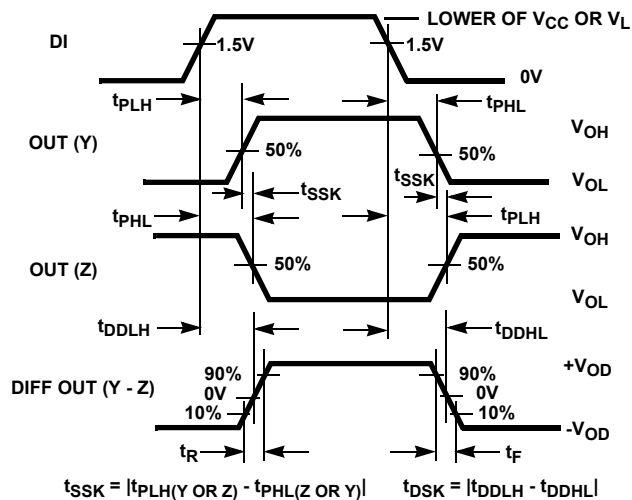 LOWER OF VCC OR VL
DI
1.5V
1.5V
0V
tPLH
tPHL
OUT (Y)
VOH
50%
50%
tSSK
tSSK
VOL
tPHL
tPLH
VOH
OUT (Z)
50%
50%
VOL
tDDLH
tDDHL
+VOD
90%
90%
DIFF OUT (Y - Z)
0V
0V
10%
10%
-VOD
tR
tF
tSSK = |tPLH(Y OR Z) - tPHL(Z OR Y)|
tDSK = |tDDLH - tDDHL|